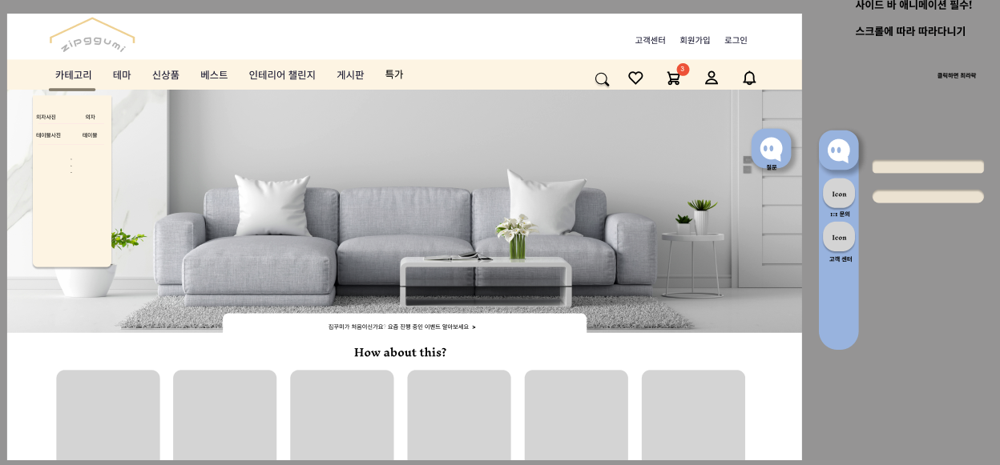 사이드 바 애니메이션 필수!
스크롤에 따라 따라다니기
클릭하면 촤라락
zipggumi
고객센터 회원가입 로그인
카테고리 테마 신상품 베스트 인테리어 챌린지 게시판 특가
3
의자사진 의자
테이블사진 테이블
질문
Icon
1:1 문의
Icon
고객 센터
집꾸미가 처음이신가요? 요즘 진행 중인 이벤트 알아보세요 >
How about this?